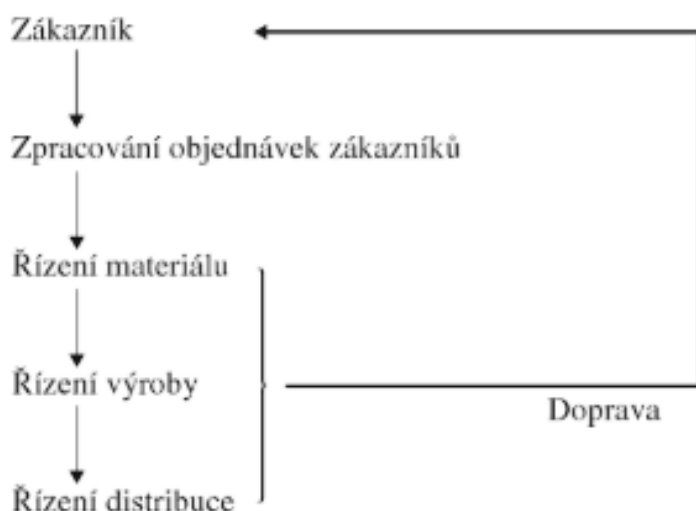 Zákazník
Zpracování objednávek zákazníků
Řízení materiálu
Řízení výroby
Doprava
Řízení distribuce